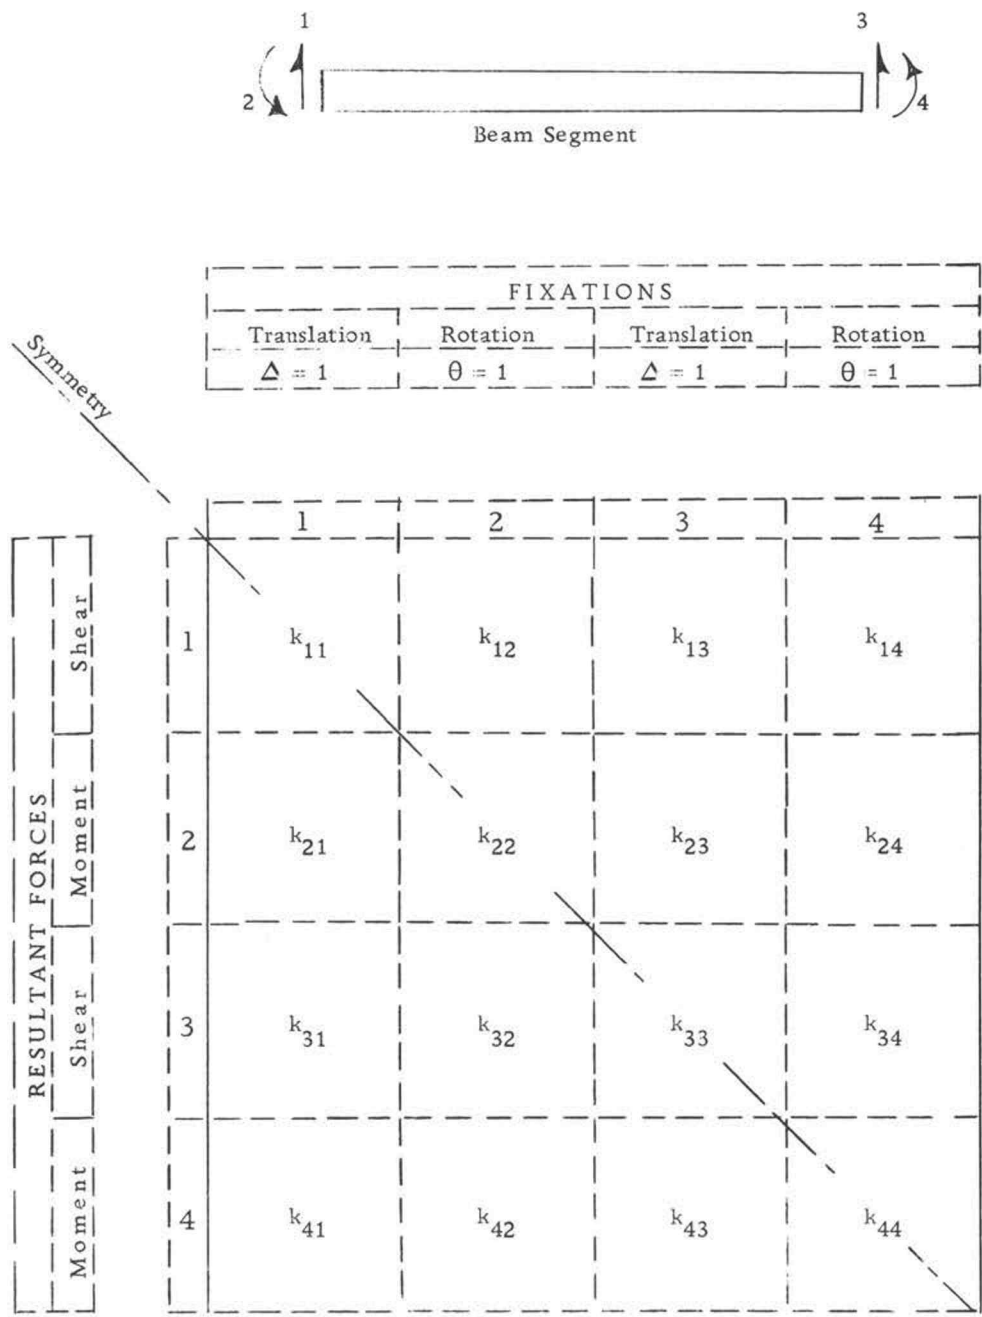 1 3
2 4
Beam Segment
FIXATIONS
Translation Rotation Translation Rotation
Δ = 1 θ = 1 Δ = 1 θ = 1
Symmetry
1 2 3 4
RESULTANT FORCES
Shear
1 k11 k12 k13 k14
Moment
2 k21 k22 k23 k24
Shear
3 k31 k32 k33 k34
Moment
4 k41 k42 k43 k44